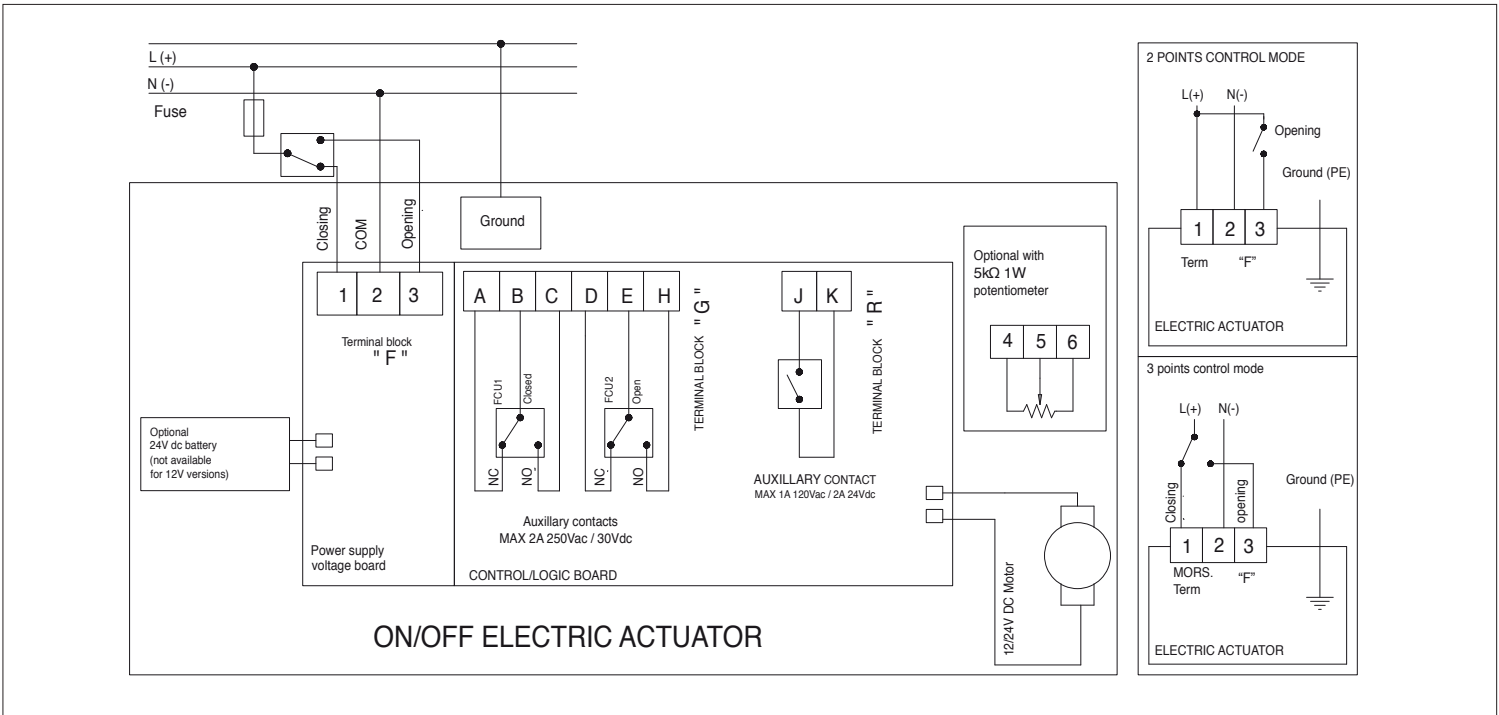 L (+)
N (-)
Fuse
Closing
COM
Opening
Ground
1 2 3
Terminal block
" F "
Optional
24V dc battery
(not available
for 12V versions)
Power supply
voltage board
A B C D E H
TERMINAL BLOCK " G "
FCU1
Closed
NC
NO
FCU2
Open
NC
NO
Auxillary contacts
MAX 2A 250Vac / 30Vdc
CONTROL/LOGIC BOARD
J K
TERMINAL BLOCK " R "
AUXILLARY CONTACT
MAX 1A 120Vac / 2A 24Vdc
Optional with
5kΩ 1W
potentiometer
4 5 6
12/24V DC Motor
ON/OFF ELECTRIC ACTUATOR
2 POINTS CONTROL MODE
L(+) N(-)
Opening
Ground (PE)
1 2 3
Term "F"
ELECTRIC ACTUATOR
3 points control mode
L(+) N(-)
Closing
opening
Ground (PE)
1 2 3
MORS.
Term "F"
ELECTRIC ACTUATOR